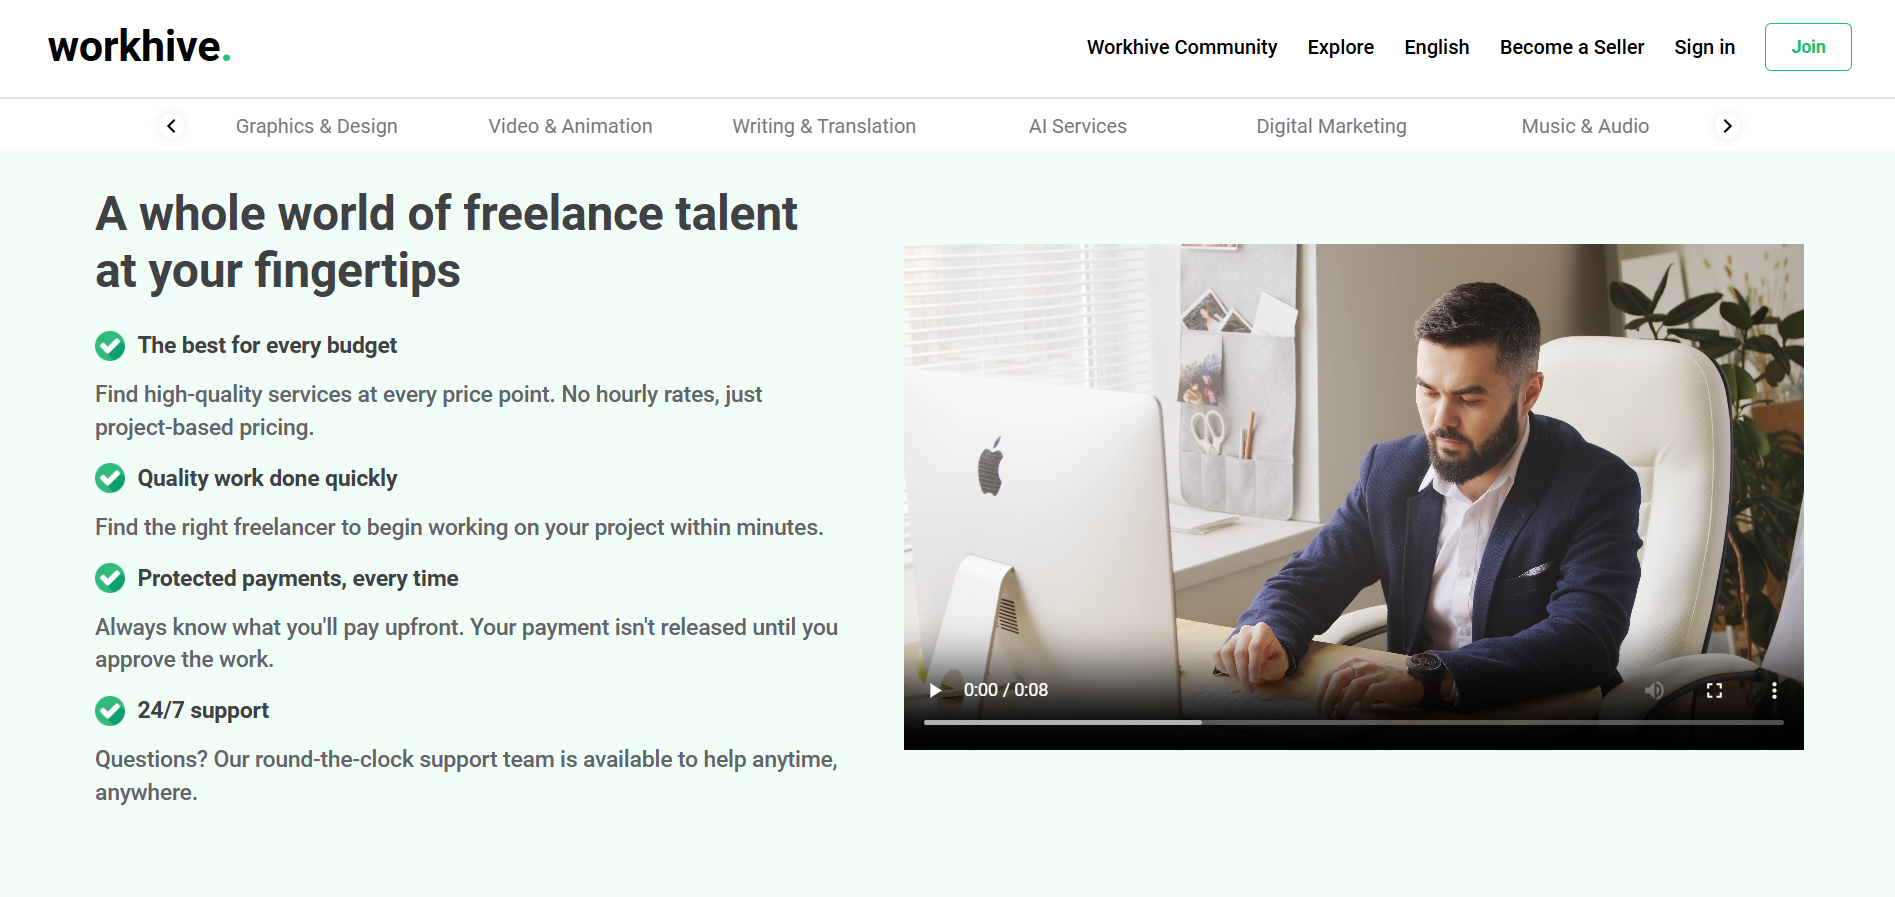 workhive.
Workhive Community
Explore
English
Become a Seller
Sign in
Join
Graphics & Design
Video & Animation
Writing & Translation
AI Services
Digital Marketing
Music & Audio
A whole world of freelance talent
at your fingertips
The best for every budget
Find high-quality services at every price point. No hourly rates, just
project-based pricing.
Quality work done quickly
Find the right freelancer to begin working on your project within minutes.
Protected payments, every time
Always know what you'll pay upfront. Your payment isn't released until you
approve the work.
24/7 support
Questions? Our round-the-clock support team is available to help anytime,
anywhere.
0:00 / 0:08